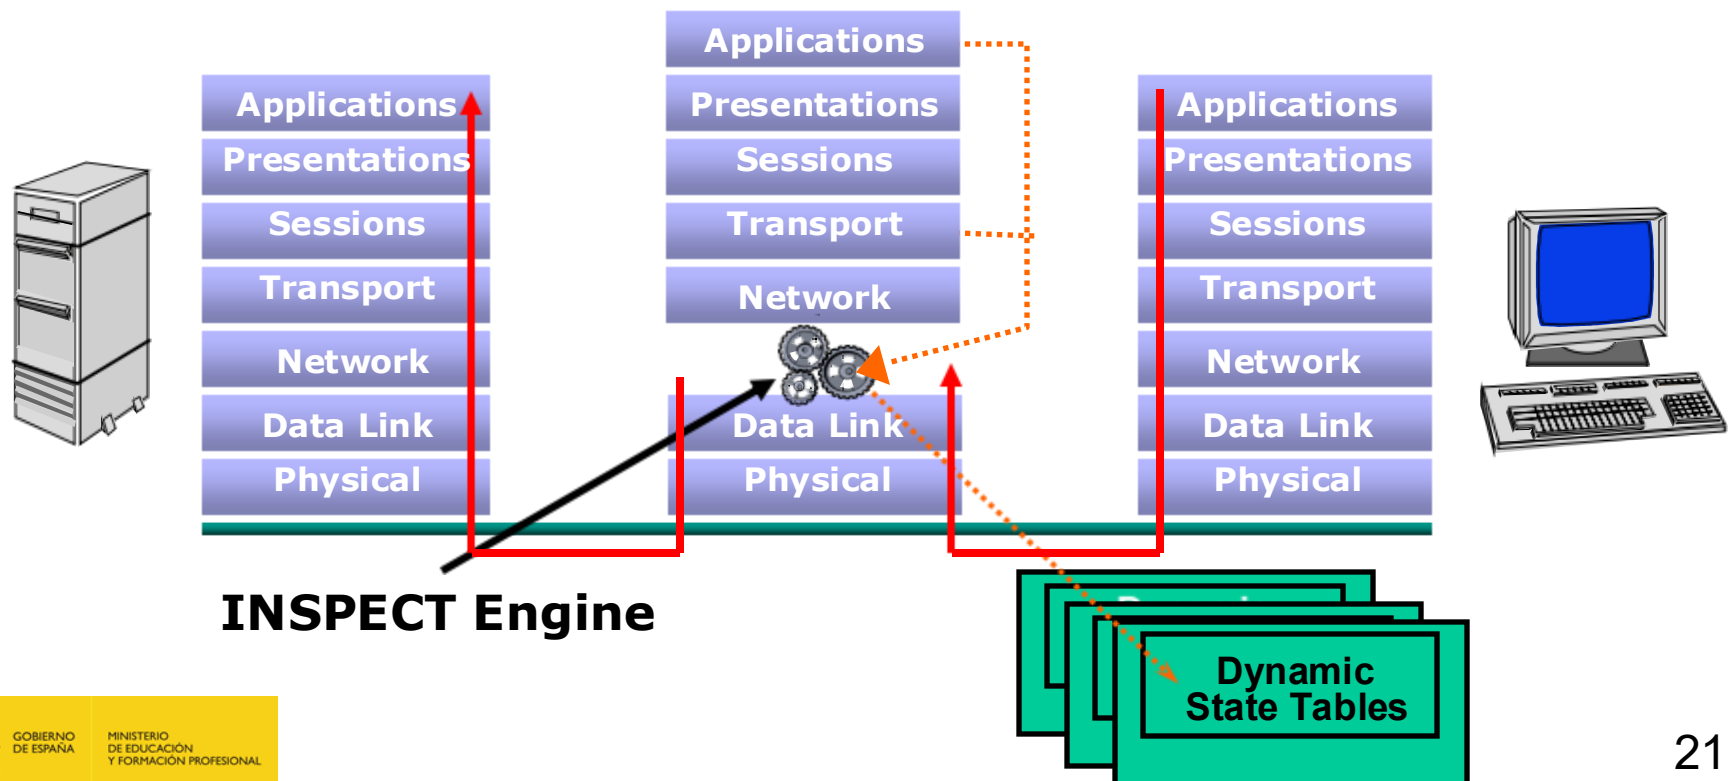 Applications
Presentations
Sessions
Transport
Network
Data Link
Physical
Applications
Presentations
Sessions
Transport
Network
Data Link
Physical
Applications
Presentations
Sessions
Transport
Network
Data Link
Physical
INSPECT Engine
Dynamic
State Tables
GOBIERNO
DE ESPAÑA
MINISTERIO
DE EDUCACIÓN
Y FORMACIÓN PROFESIONAL
21